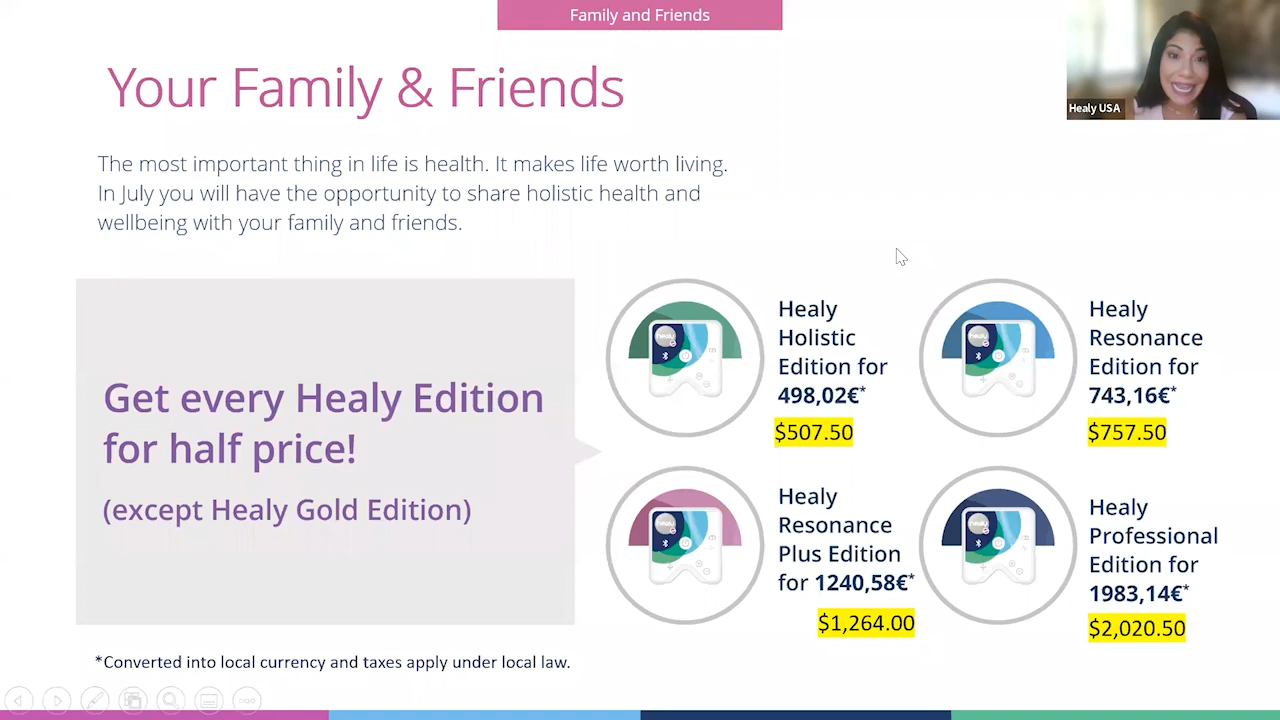 Family and Friends
Healy USA
Your Family & Friends
The most important thing in life is health. It makes life worth living.
In July you will have the opportunity to share holistic health and
wellbeing with your family and friends.
Get every Healy Edition
for half price!
(except Healy Gold Edition)
Healy
Holistic
Edition for
498,02€*
$507.50
Healy
Resonance
Edition for
743,16€*
$757.50
Healy
Resonance
Plus Edition
for 1240,58€*
$1,264.00
Healy
Professional
Edition for
1983,14€*
$2,020.50
*Converted into local currency and taxes apply under local law.
healy
healy
healy
healy